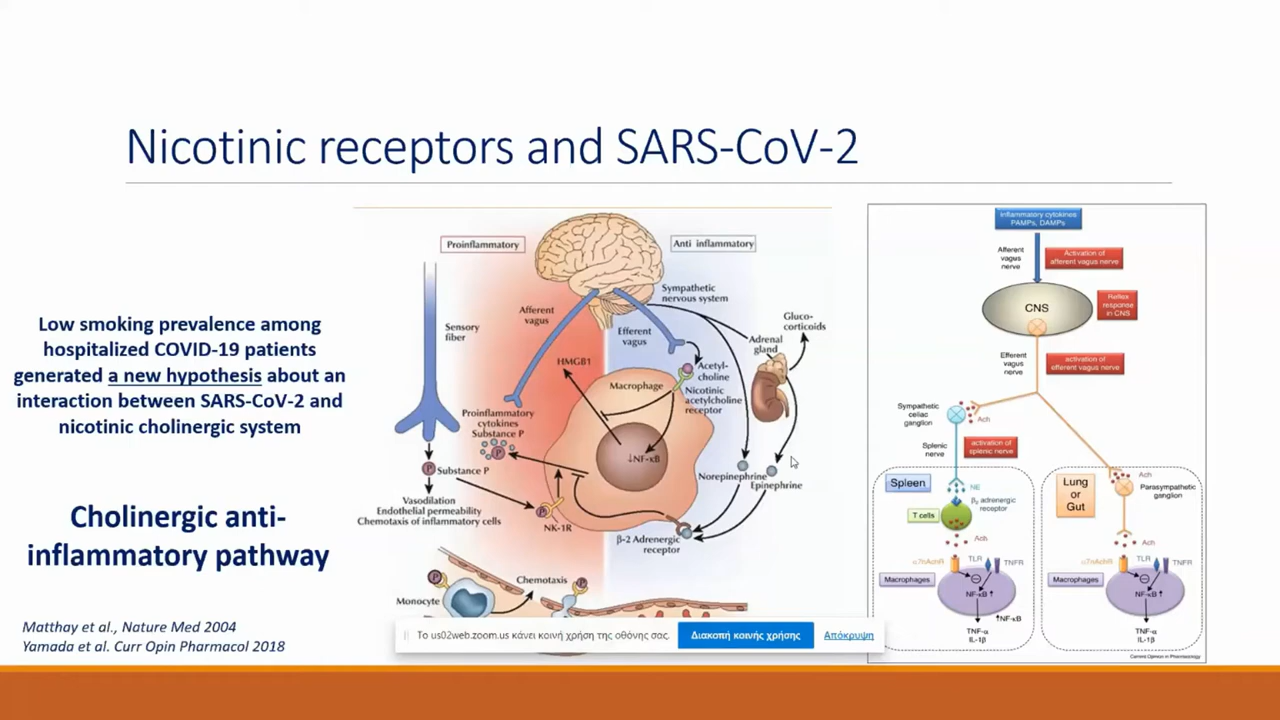 Nicotinic receptors and SARS-CoV-2
Low smoking prevalence among
hospitalized COVID-19 patients
generated a new hypothesis about an
interaction between SARS-CoV-2 and
nicotinic cholinergic system
Cholinergic anti-
inflammatory pathway
Matthay et al., Nature Med 2004
Yamada et al. Curr Opin Pharmacol 2018
Proinflammatory
Anti inflammatory
Sensory
fiber
Afferent
vagus
Efferent
vagus
Sympathetic
nervous system
Gluco-
corticoids
Adrenal
gland
HMGB1
Macrophage
Acetyl-
choline
Nicotinic
acetylcholine
receptor
Proinflammatory
cytokines
Substance P
P
↓NF-κB
P
Substance P
Norepinephrine
Epinephrine
Vasodilation
Endothelial permeability
Chemotaxis of inflammatory cells
P
NK-1R
β-2 Adrenergic
receptor
P
Chemotaxis
P
Monocyte
Το us02web.zoom.us κάνει κοινή χρήση της οθόνης σας.
Διακοπή κοινής χρήσης
Απόκρυψη
inflammatory cytokines
PAMPs, DAMPs
Afferent
vagus
nerve
Activation of
afferent vagus nerve
CNS
Reflex
response
in CNS
Efferent
vagus
nerve
activation of
efferent vagus nerve
Sympathetic
celiac
ganglion
Ach
Splenic
nerve
activation of
splenic nerve
Spleen
NE
β2 adrenergic
receptor
T cells
Ach
α7nAchR
TLR
TNFR
Macrophages
NF-κB ↑
↑NF-κB
TNF-α
IL-1β
Lung
or
Gut
Ach
Parasympathetic
ganglion
Ach
α7nAchR
TLR
TNFR
Macrophages
NF-κB ↑
TNF-α
IL-1β
Current Opinion in Pharmacology